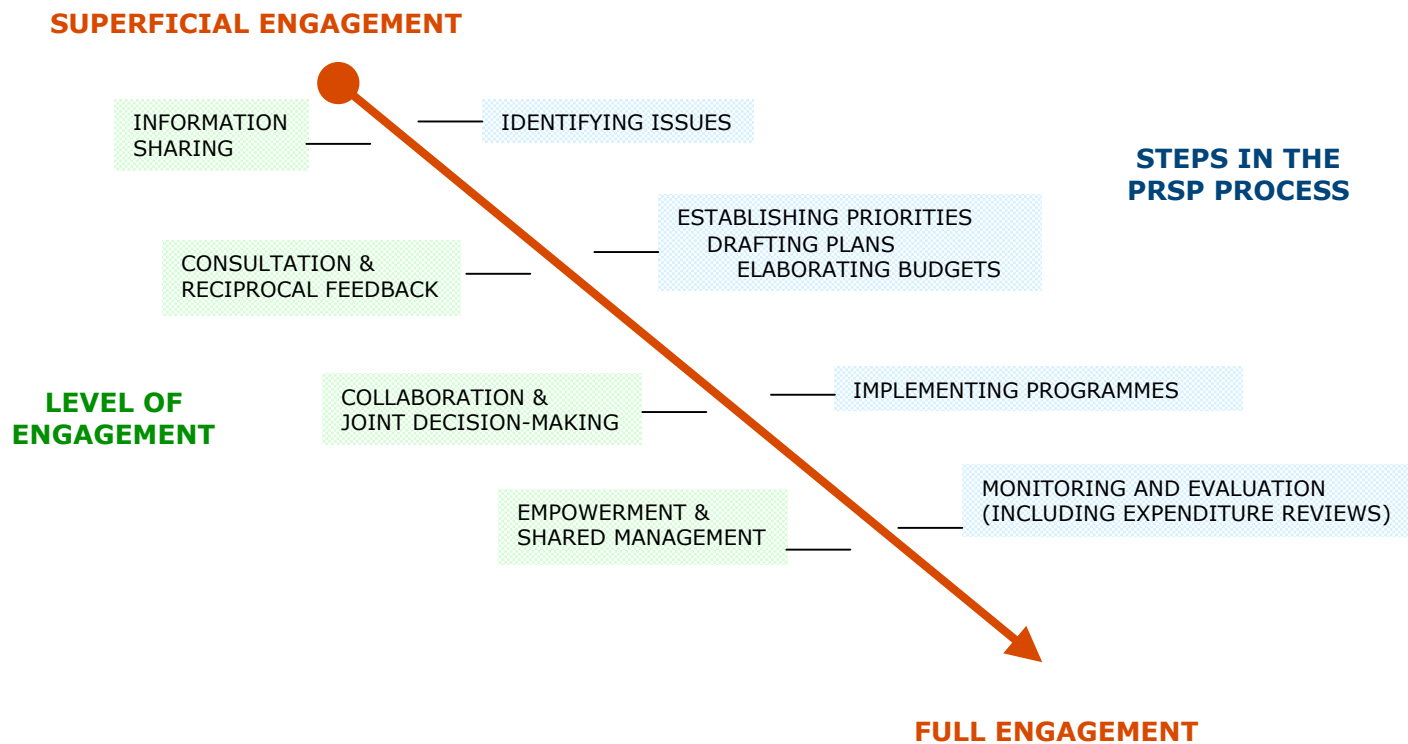 SUPERFICIAL ENGAGEMENT
INFORMATION
SHARING
IDENTIFYING ISSUES
STEPS IN THE
PRSP PROCESS
ESTABLISHING PRIORITIES
DRAFTING PLANS
ELABORATING BUDGETS
CONSULTATION &
RECIPROCAL FEEDBACK
LEVEL OF
ENGAGEMENT
COLLABORATION &
JOINT DECISION-MAKING
IMPLEMENTING PROGRAMMES
EMPOWERMENT &
SHARED MANAGEMENT
MONITORING AND EVALUATION
(INCLUDING EXPENDITURE REVIEWS)
FULL ENGAGEMENT